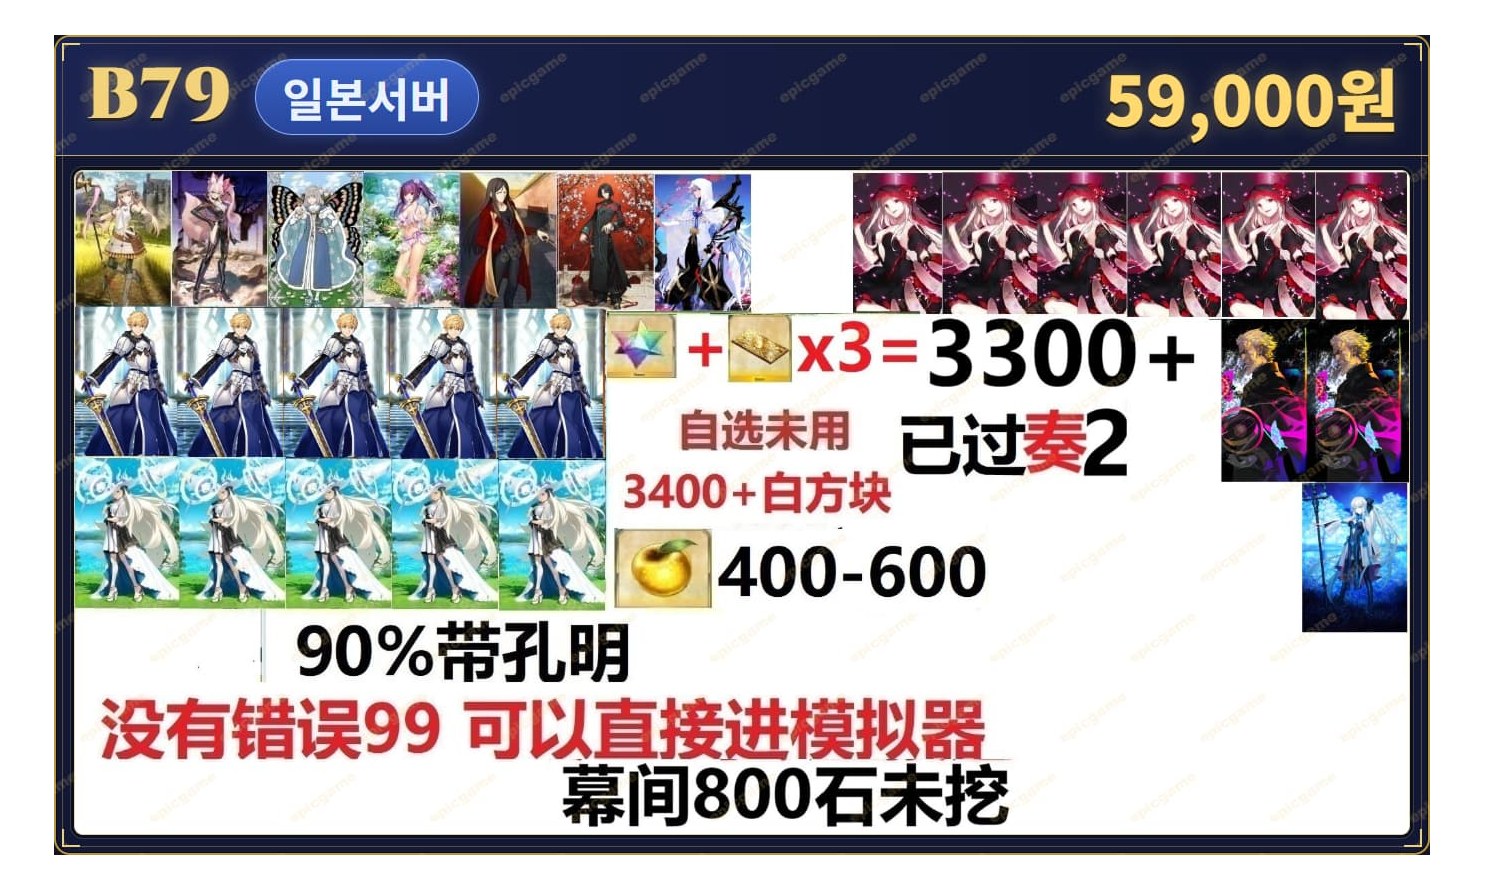 B79 일본서버 59,000원
+ x3=3300+
自选未用
已过奏2
3400+白方块
400-600
90%带孔明
没有错误99 可以直接进模拟器
幕间800石未挖
epicgame